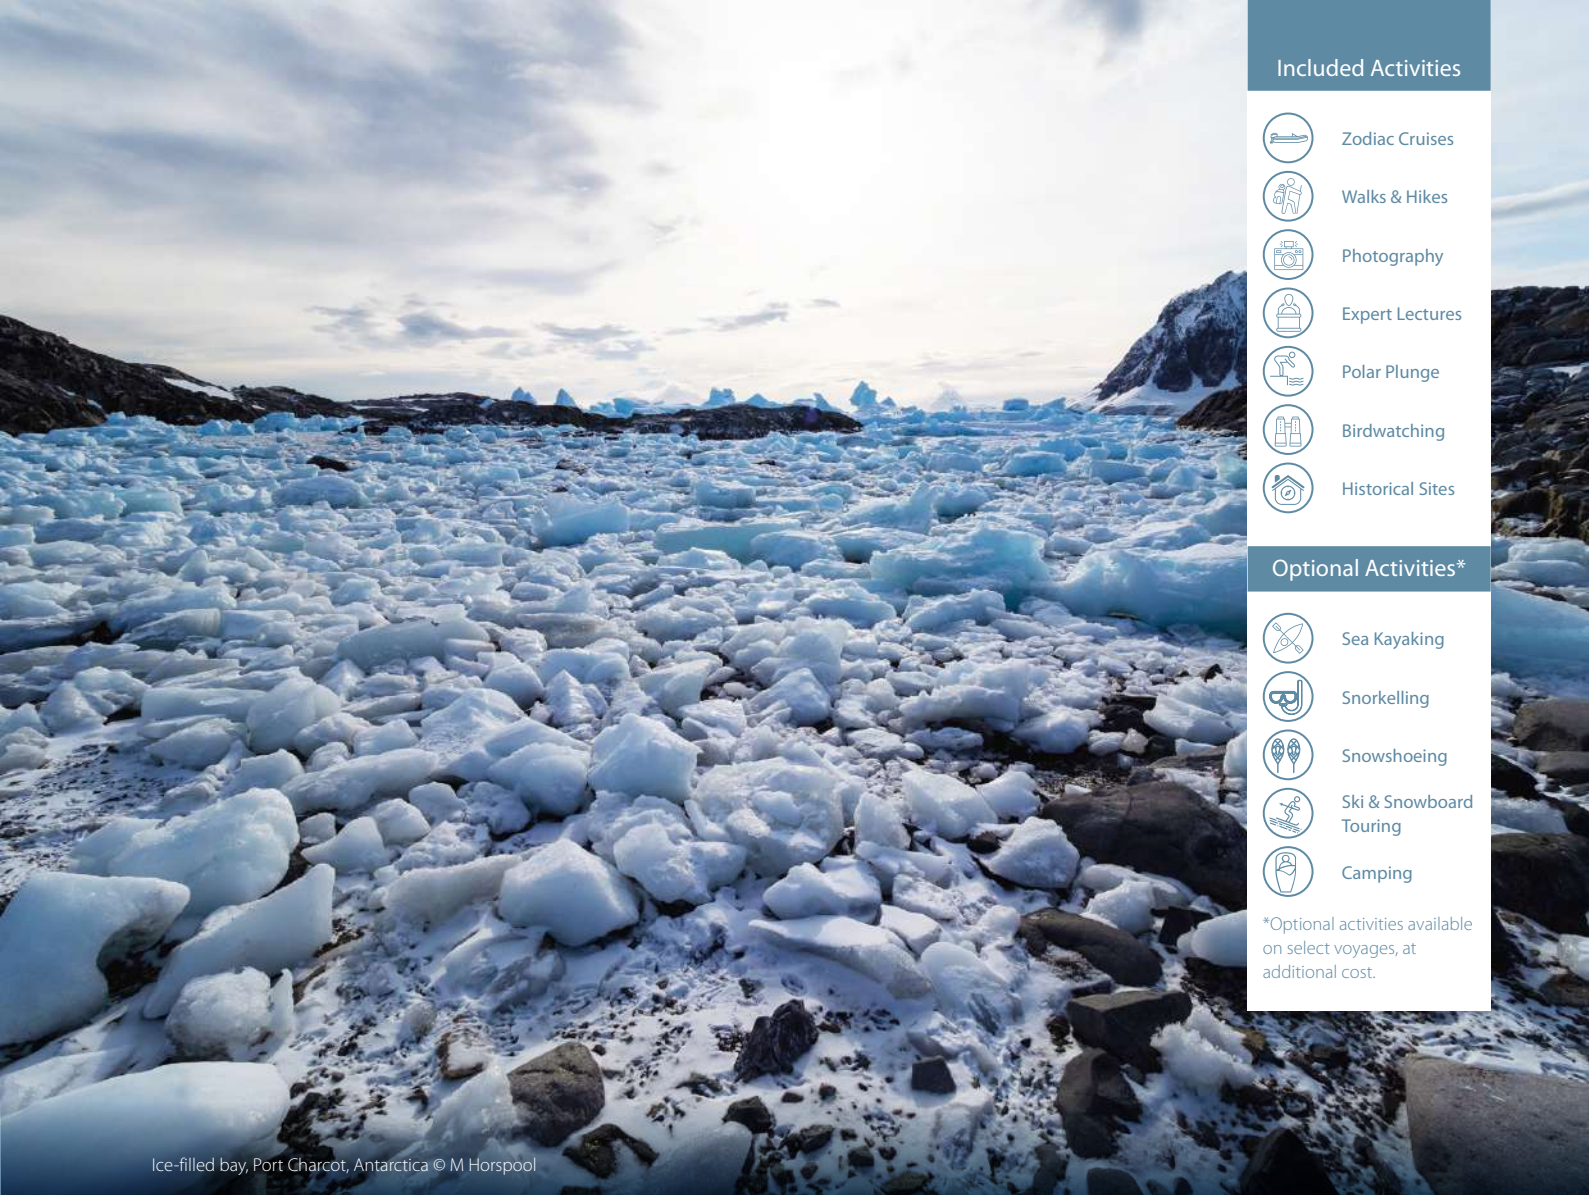 Included Activities
Zodiac Cruises
Walks & Hikes
Photography
Expert Lectures
Polar Plunge
Birdwatching
Historical Sites
Optional Activities*
Sea Kayaking
Snorkelling
Snowshoeing
Ski & Snowboard
Touring
Camping
*Optional activities available
on select voyages, at
additional cost.
Ice-filled bay, Port Charcot, Antarctica © M Horspool